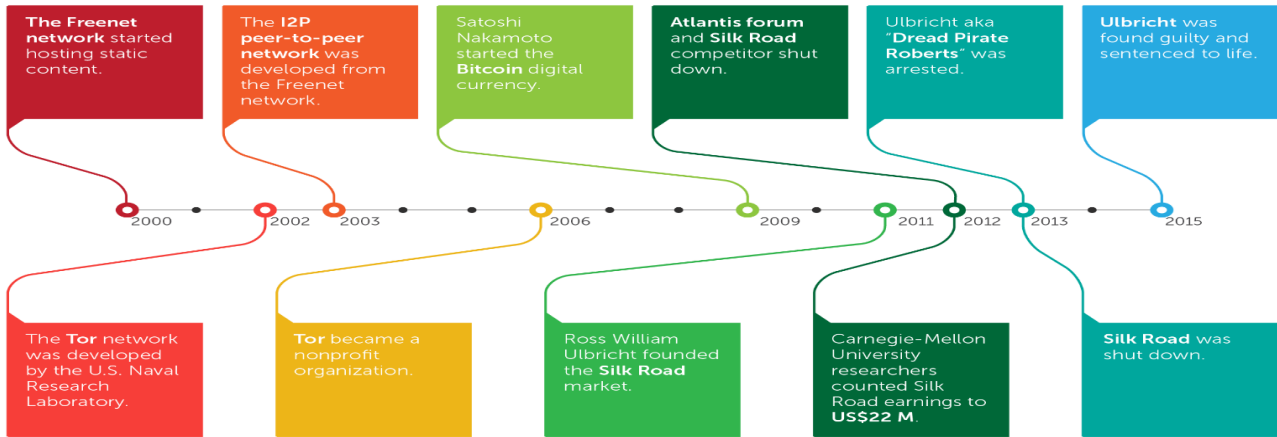 The Freenet
network started
hosting static
content.
The I2P
peer-to-peer
network was
developed from
the Freenet
network.
Satoshi
Nakamoto
started the
Bitcoin digital
currency.
Atlantis forum
and Silk Road
competitor shut
down.
Ulbricht aka
“Dread Pirate
Roberts” was
arrested.
Ulbricht was
found guilty and
sentenced to life.
2000
2002
2003
2006
2009
2011
2012
2013
2015
The Tor network
was developed
by the U.S. Naval
Research
Laboratory.
Tor became a
nonprofit
organization.
Ross William
Ulbricht founded
the Silk Road
market.
Carnegie-Mellon
University
researchers
counted Silk
Road earnings to
US$22 M.
Silk Road was
shut down.